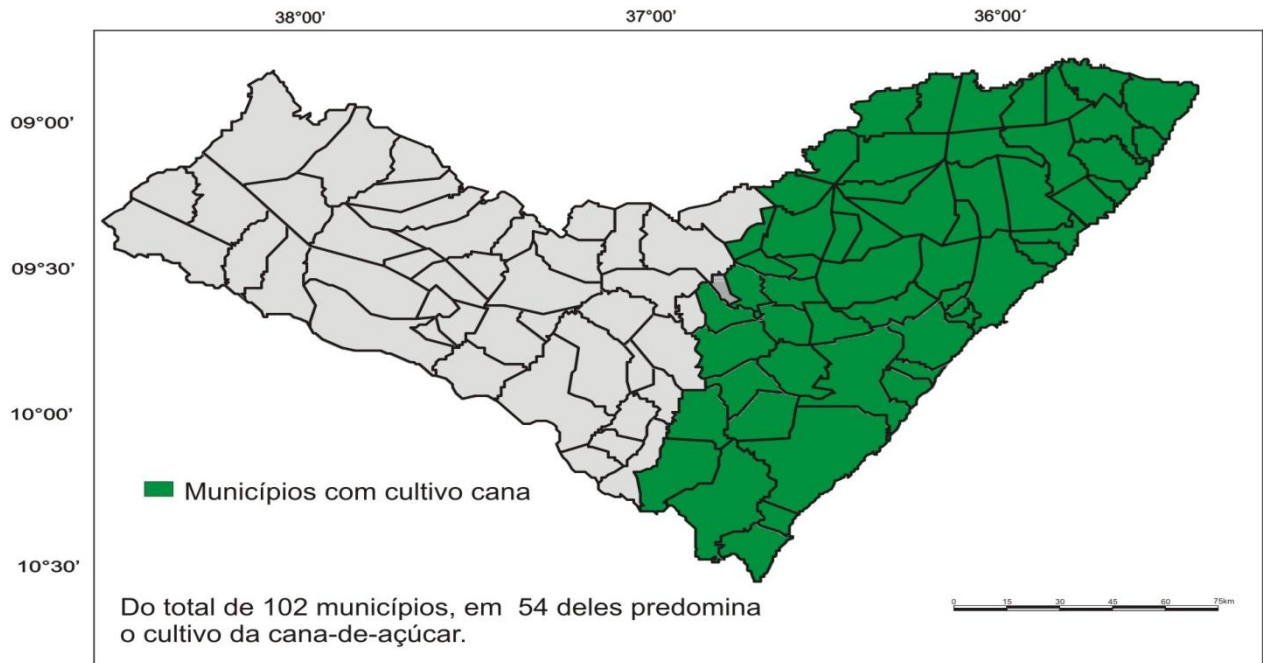 38°00' 37°00' 36°00´
09°00'
09°30'
10°00'
10°30'
Municípios com cultivo cana
Do total de 102 municípios, em 54 deles predomina
o cultivo da cana-de-açúcar.
0 15 30 45 60 75km